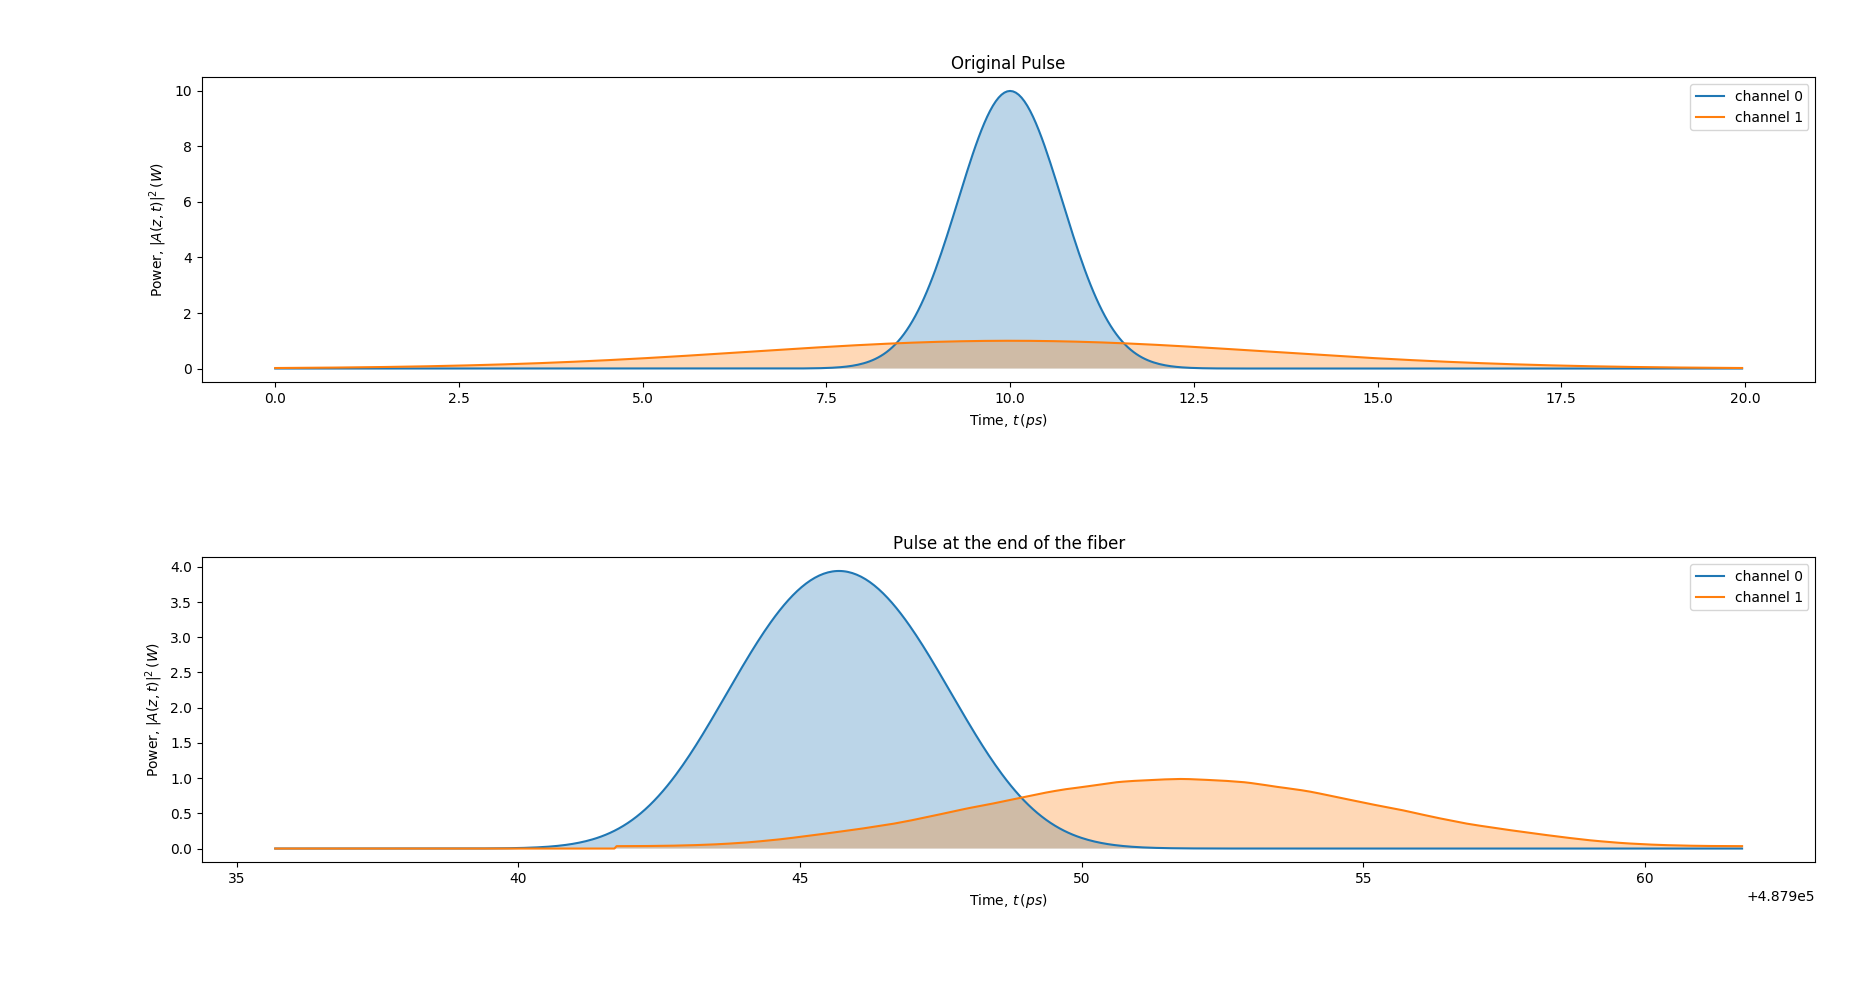 Original Pulse
10
8
6
4
2
0
Power, |A(z, t)|² (W)
channel 0
channel 1
0.0 2.5 5.0 7.5 10.0 12.5 15.0 17.5 20.0
Time, t (ps)
Pulse at the end of the fiber
4.0
3.5
3.0
2.5
2.0
1.5
1.0
0.5
0.0
Power, |A(z, t)|² (W)
channel 0
channel 1
35 40 45 50 55 60
Time, t (ps)
+4.879e5